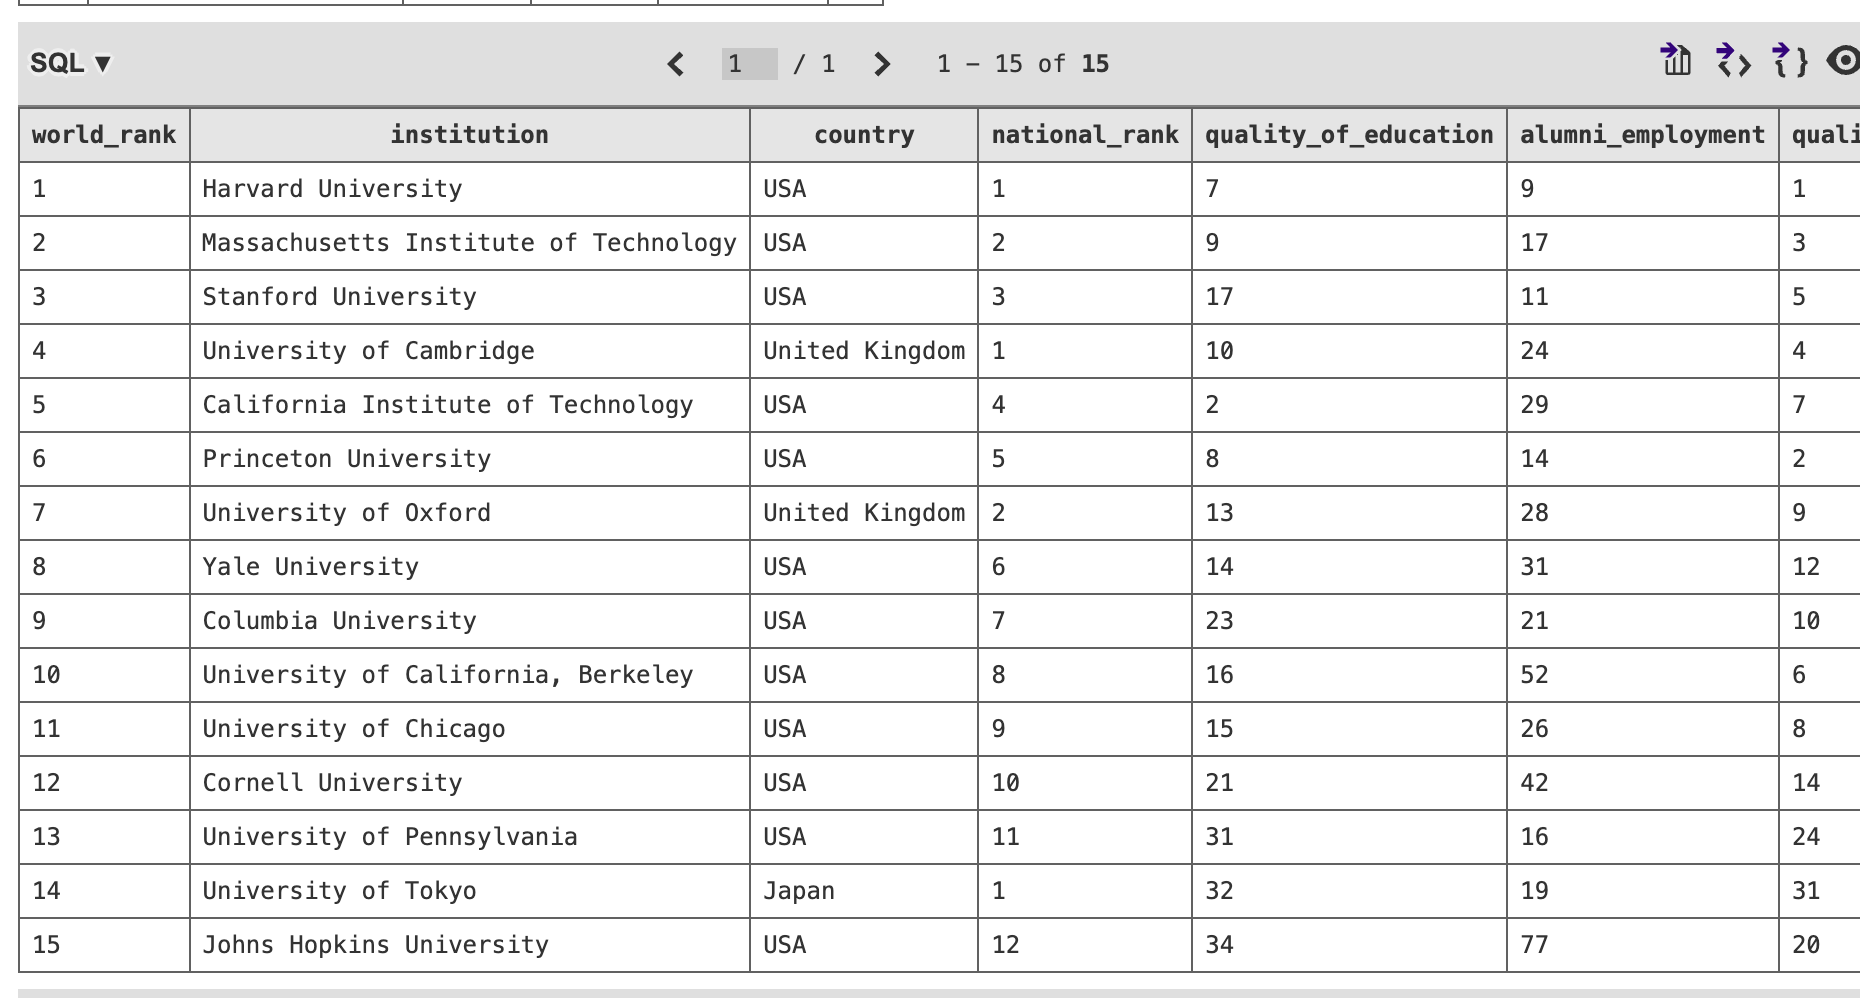 SQL ▼ 1 / 1 1 – 15 of 15
world_rank institution country national_rank quality_of_education alumni_employment quali
1 Harvard University USA 1 7 9 1
2 Massachusetts Institute of Technology USA 2 9 17 3
3 Stanford University USA 3 17 11 5
4 University of Cambridge United Kingdom 1 10 24 4
5 California Institute of Technology USA 4 2 29 7
6 Princeton University USA 5 8 14 2
7 University of Oxford United Kingdom 2 13 28 9
8 Yale University USA 6 14 31 12
9 Columbia University USA 7 23 21 10
10 University of California, Berkeley USA 8 16 52 6
11 University of Chicago USA 9 15 26 8
12 Cornell University USA 10 21 42 14
13 University of Pennsylvania USA 11 31 16 24
14 University of Tokyo Japan 1 32 19 31
15 Johns Hopkins University USA 12 34 77 20